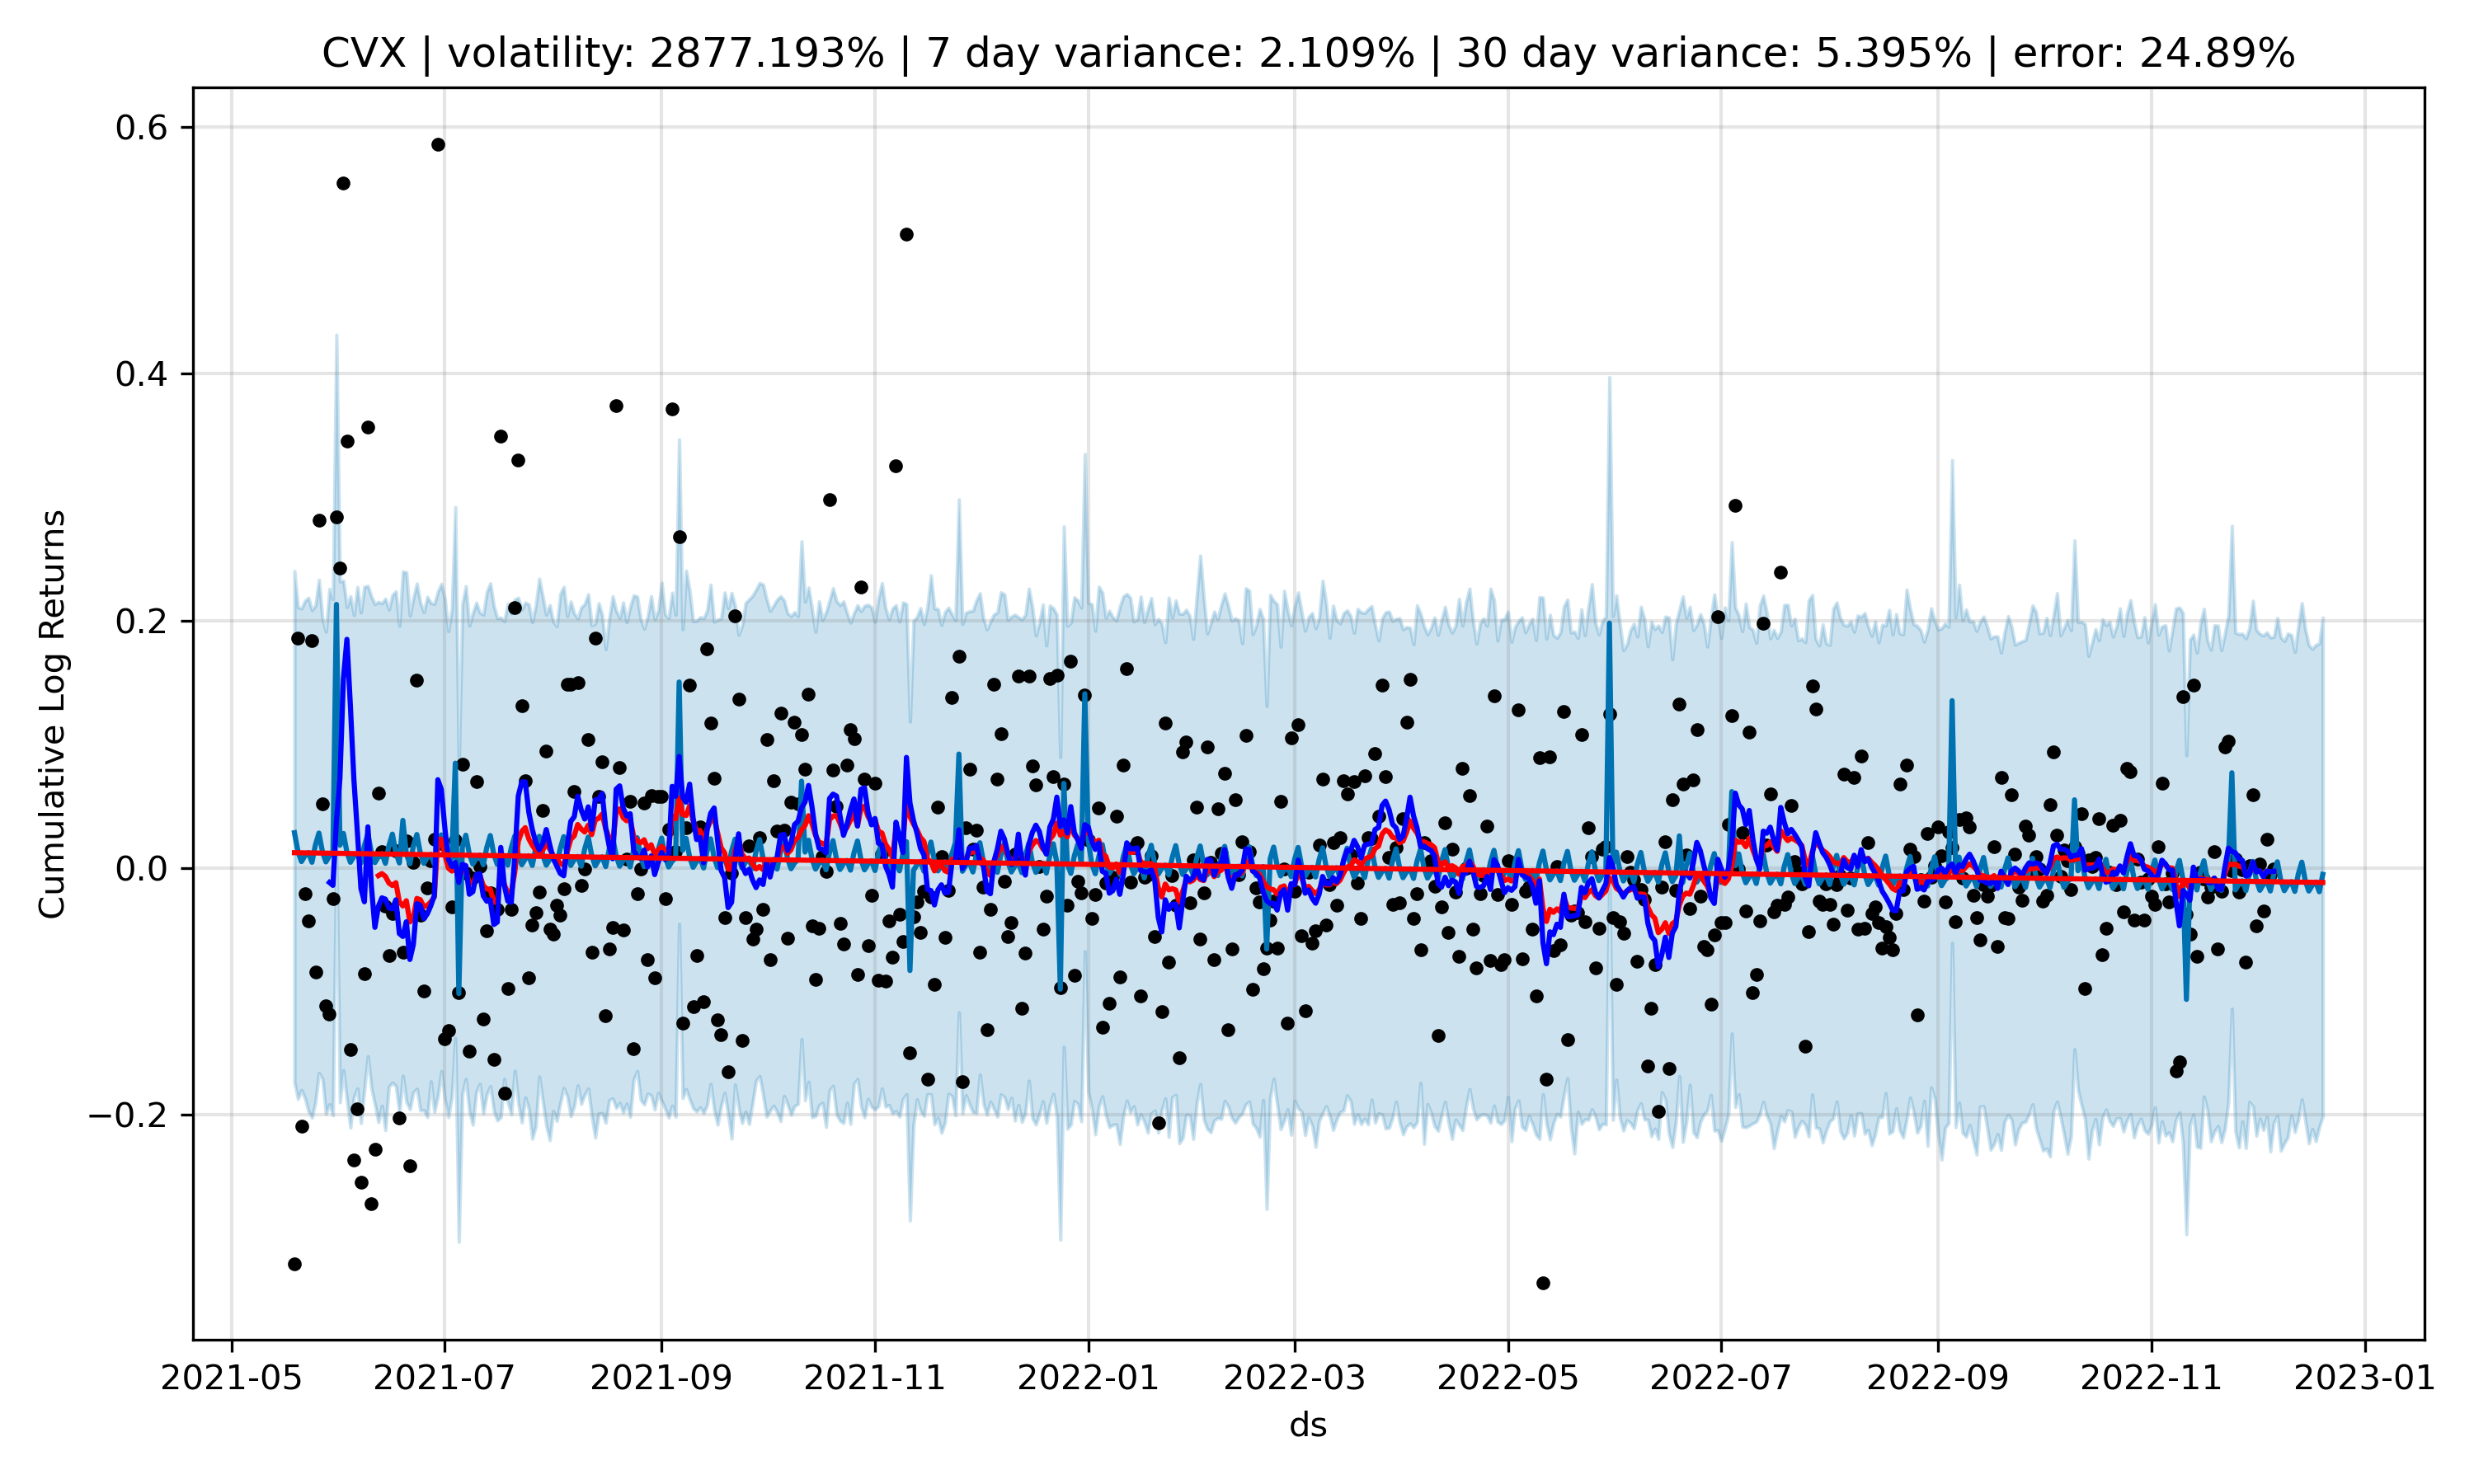 CVX | volatility: 2877.193% | 7 day variance: 2.109% | 30 day variance: 5.395% | error: 24.89%
Cumulative Log Returns
0.6
0.4
0.2
0.0
−0.2
2021-05 2021-07 2021-09 2021-11 2022-01 2022-03 2022-05 2022-07 2022-09 2022-11 2023-01
ds